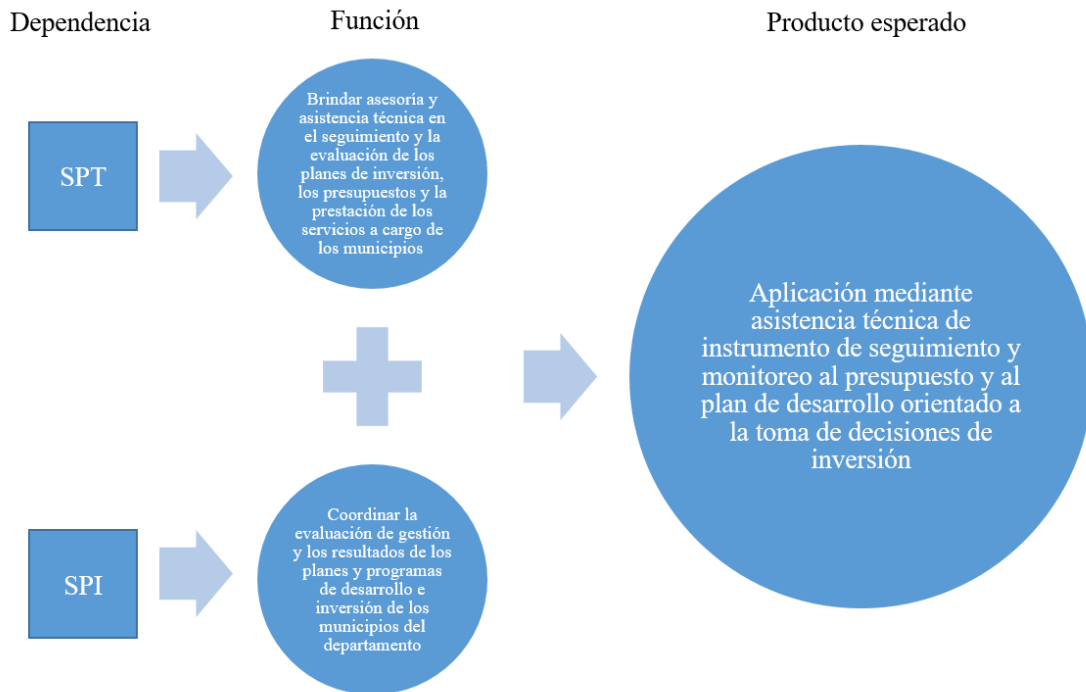 Dependencia
Función
Producto esperado
SPT
Brindar asesoría y
asistencia técnica en
el seguimiento y la
evaluación de los
planes de inversión,
los presupuestos y la
prestación de los
servicios a cargo de
los municipios
SPI
Coordinar la
evaluación de gestión
y los resultados de los
planes y programas
de desarrollo e
inversión de los
municipios del
departamento
Aplicación mediante
asistencia técnica de
instrumento de seguimiento y
monitoreo al presupuesto y al
plan de desarrollo orientado a
la toma de decisiones de
inversión